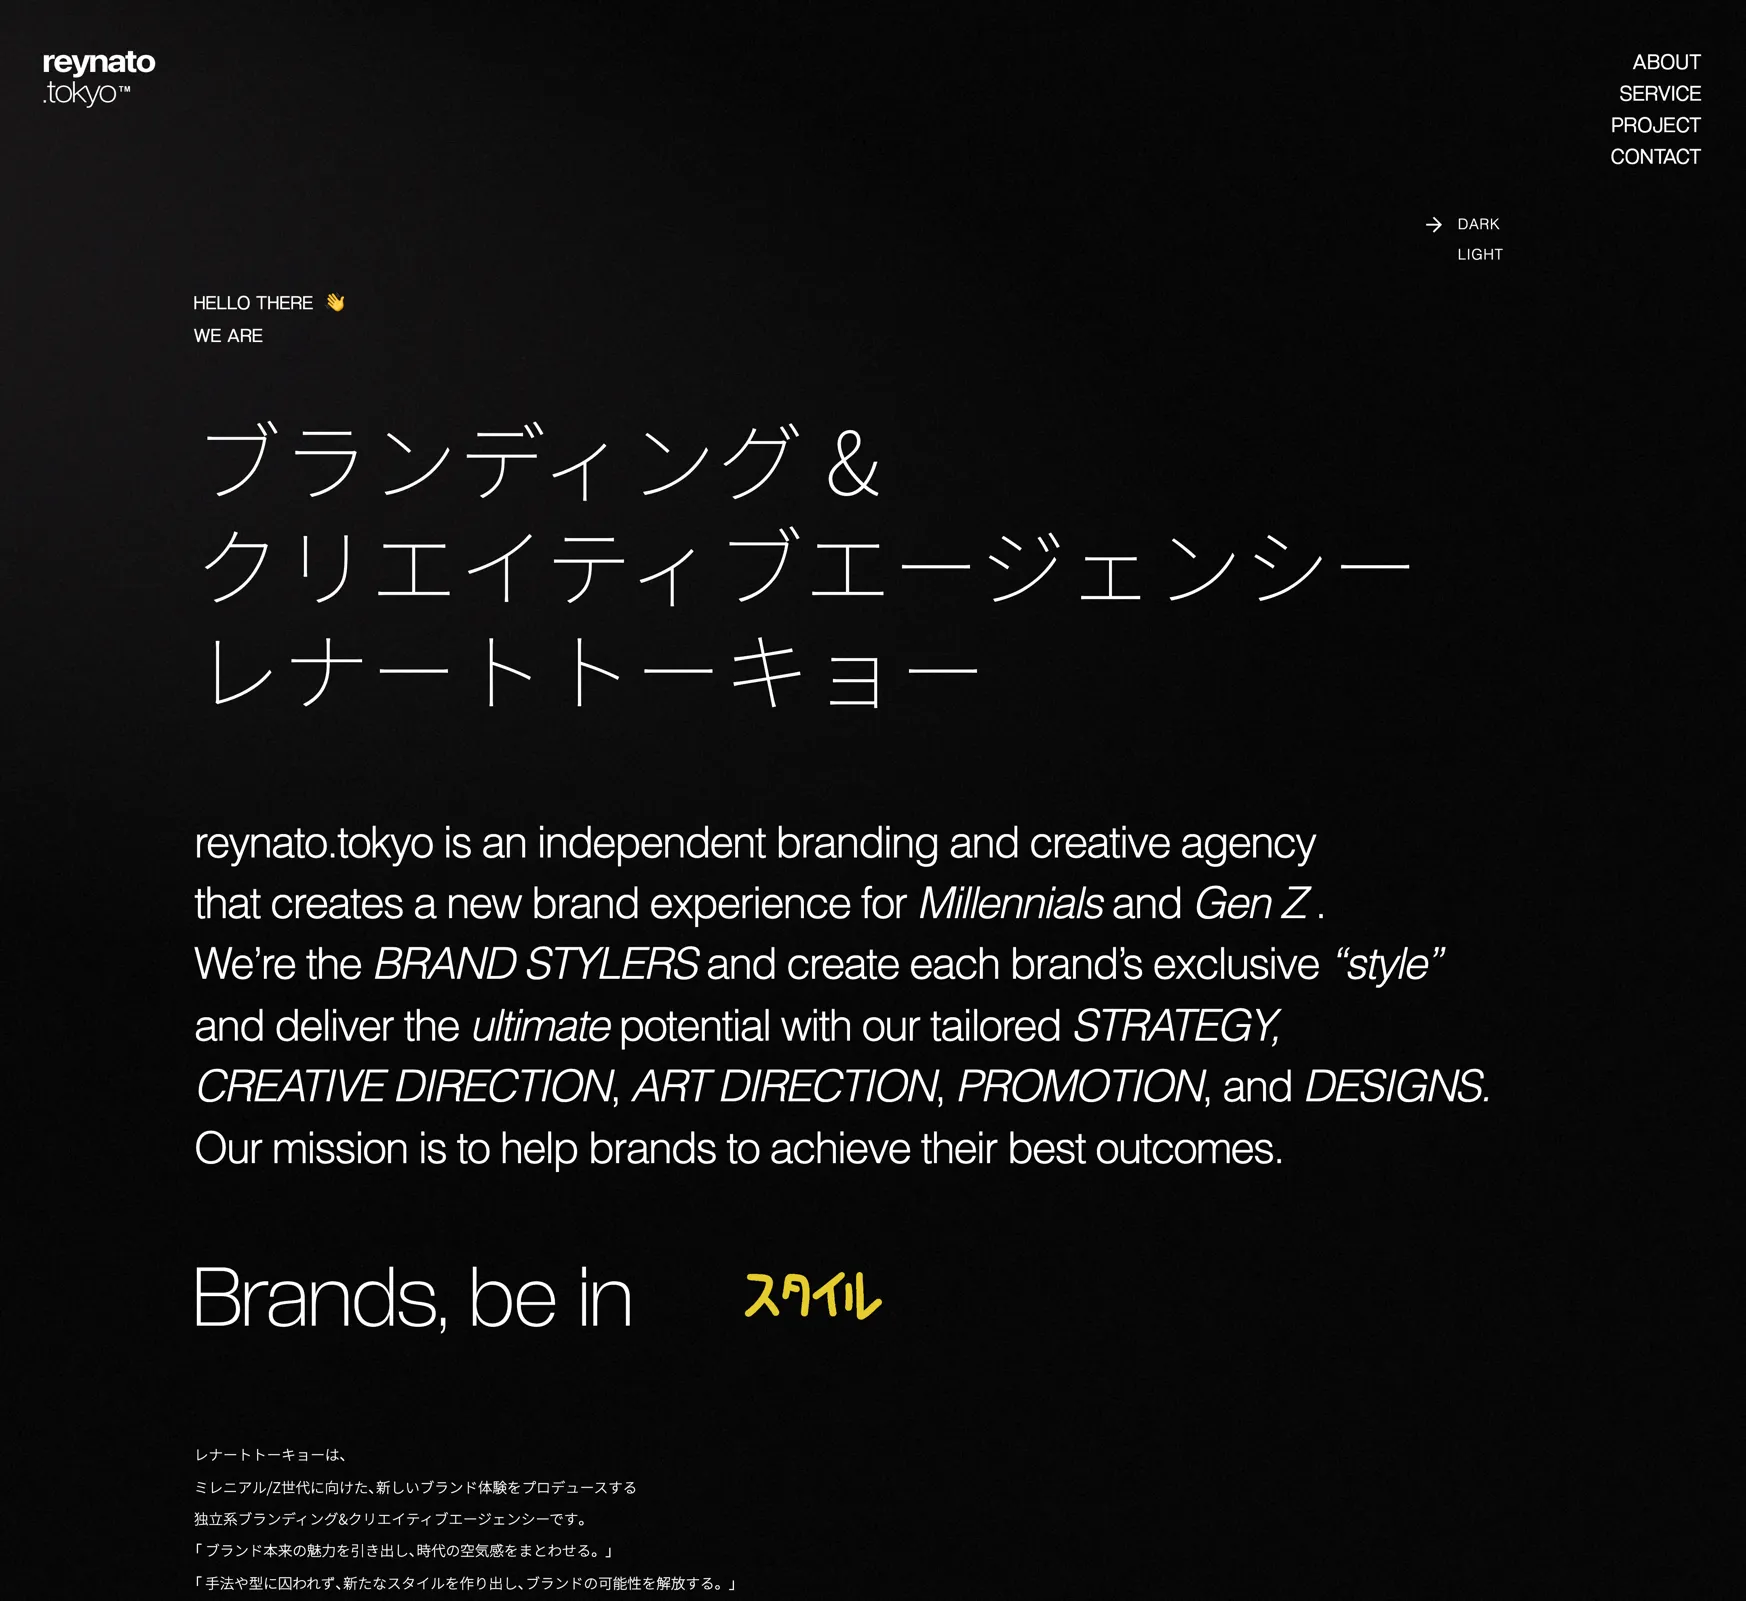 reynato
.tokyo™
ABOUT
SERVICE
PROJECT
CONTACT
→ DARK
LIGHT
HELLO THERE 👋
WE ARE
ブランディング &
クリエイティブエージェンシー
レナートトーキョー
reynato.tokyo is an independent branding and creative agency
that creates a new brand experience for Millennials and Gen Z .
We’re the BRAND STYLERS and create each brand’s exclusive “style”
and deliver the ultimate potential with our tailored STRATEGY,
CREATIVE DIRECTION, ART DIRECTION, PROMOTION, and DESIGNS.
Our mission is to help brands to achieve their best outcomes.
Brands, be in スタイル
レナートトーキョーは、
ミレニアル/Z世代に向けた、新しいブランド体験をプロデュースする
独立系ブランディング&クリエイティブエージェンシーです。
「ブランド本来の魅力を引き出し、時代の空気感をまとわせる。」
「手法や型に囚われず、新たなスタイルを作り出し、ブランドの可能性を解放する。」